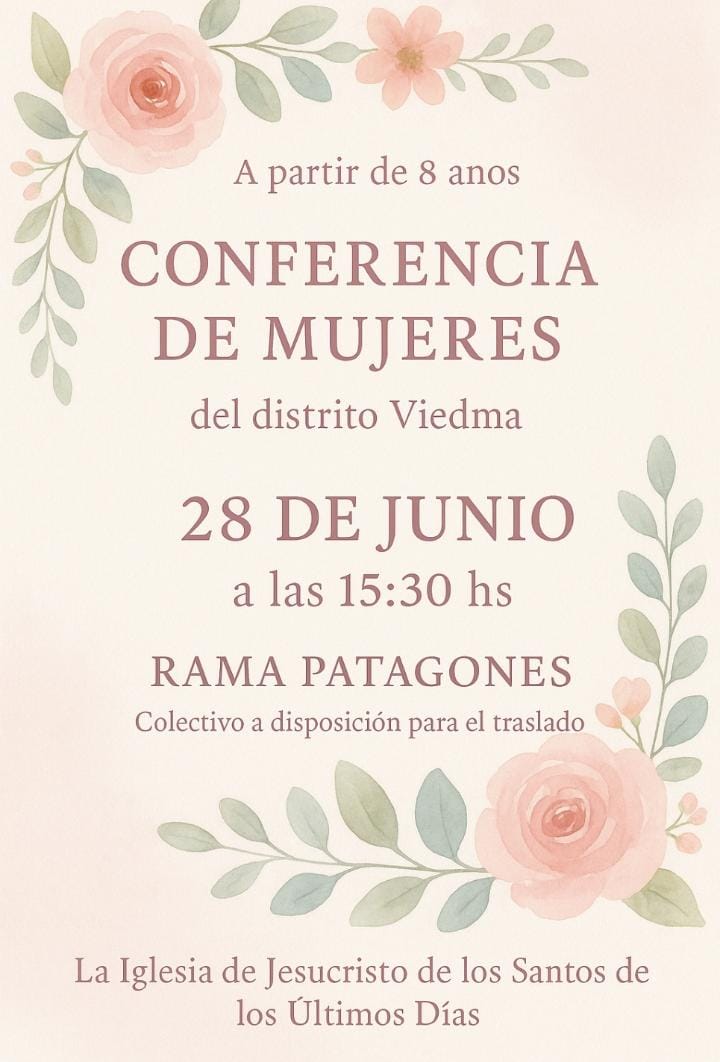 A partir de 8 anos
CONFERENCIA
DE MUJERES
del distrito Viedma
28 DE JUNIO
a las 15:30 hs
RAMA PATAGONES
Colectivo a disposición para el traslado
La Iglesia de Jesucristo de los Santos de
los Últimos Días